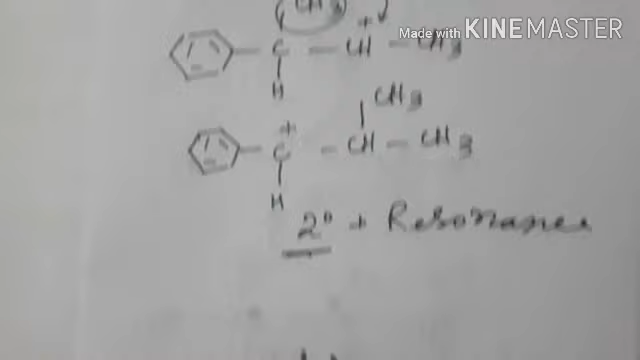 CH3
Made with KINEMASTER
C - CH + - CH3
H
CH3
+
C - CH - CH3
H
2° + Resonance